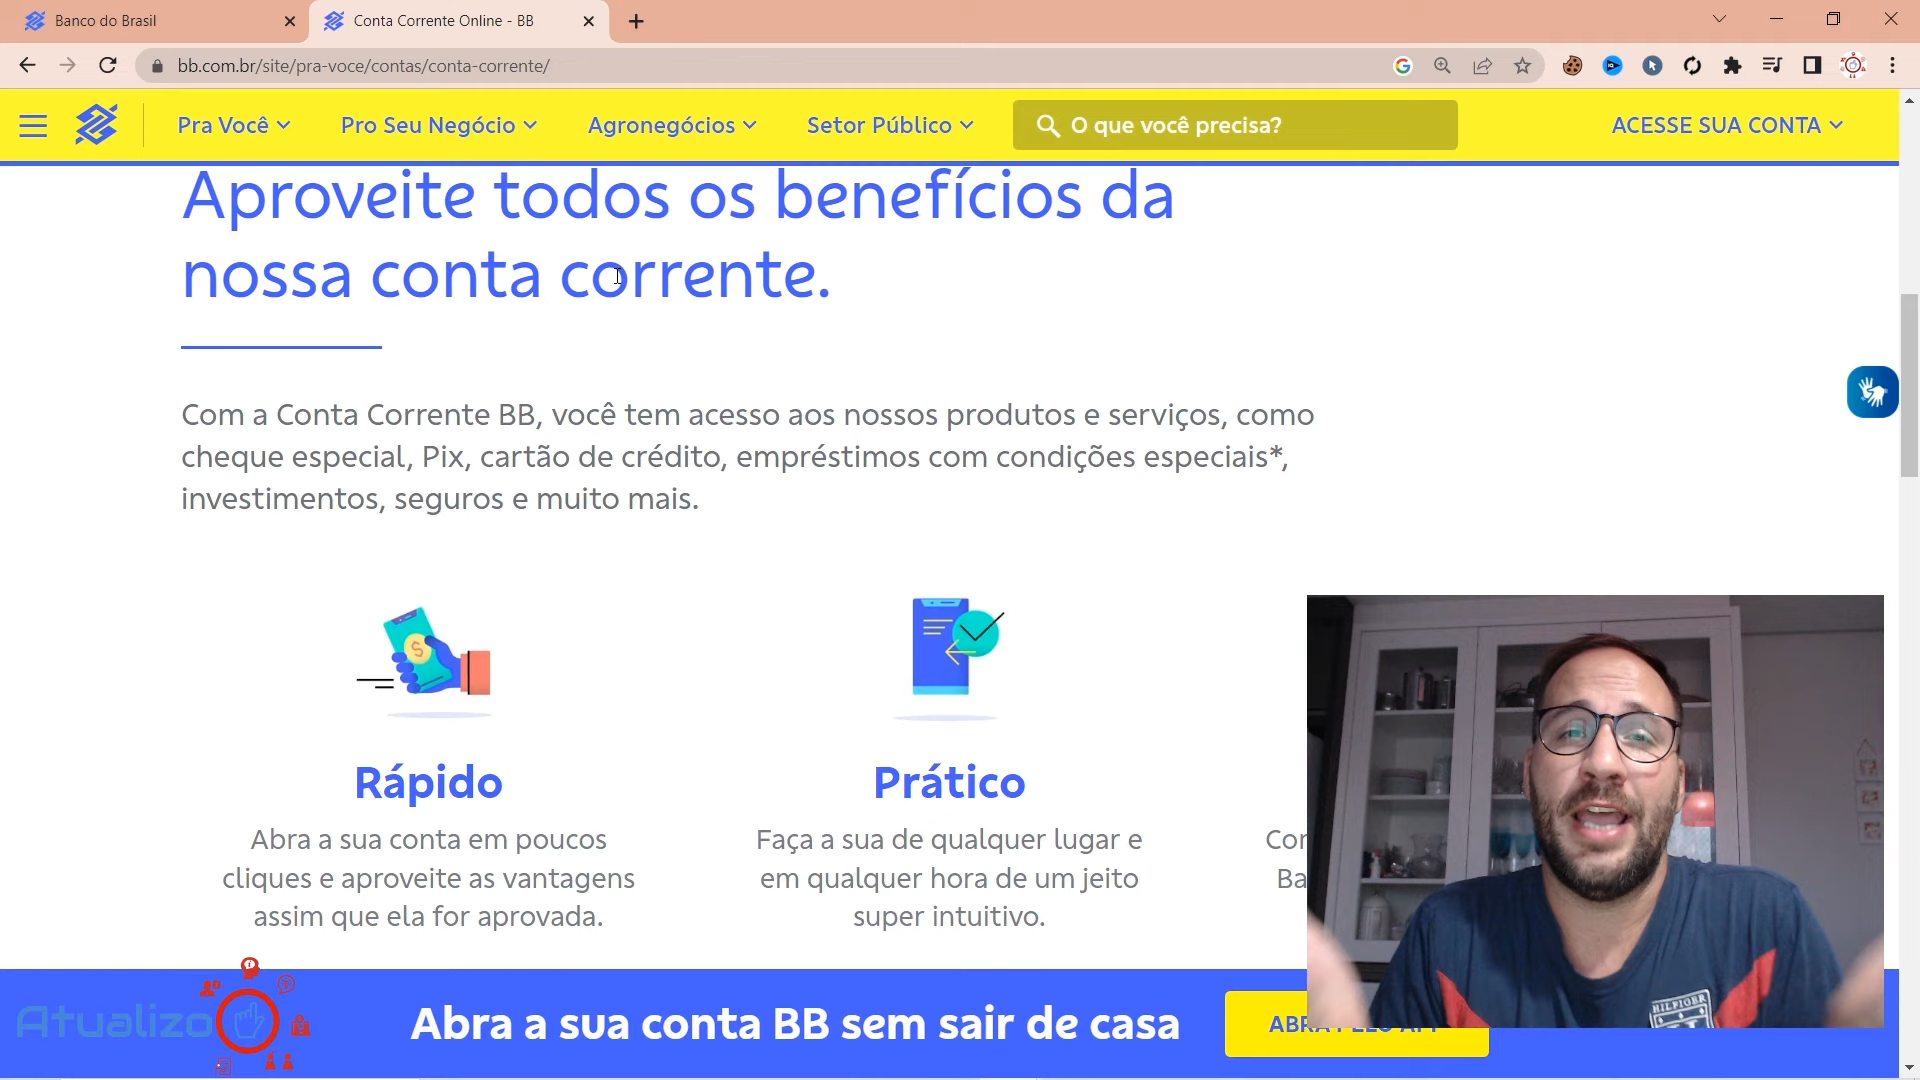 Banco do Brasil
Conta Corrente Online - BB
bb.com.br/site/pra-voce/contas/conta-corrente/
Pra Você
Pro Seu Negócio
Agronegócios
Setor Público
O que você precisa?
ACESSE SUA CONTA
Aproveite todos os benefícios da
nossa conta corrente.
Com a Conta Corrente BB, você tem acesso aos nossos produtos e serviços, como
cheque especial, Pix, cartão de crédito, empréstimos com condições especiais*,
investimentos, seguros e muito mais.
Rápido
Abra a sua conta em poucos
cliques e aproveite as vantagens
assim que ela for aprovada.
Prático
Faça a sua de qualquer lugar e
em qualquer hora de um jeito
super intuitivo.
HILFIGER
Atualizo
Abra a sua conta BB sem sair de casa